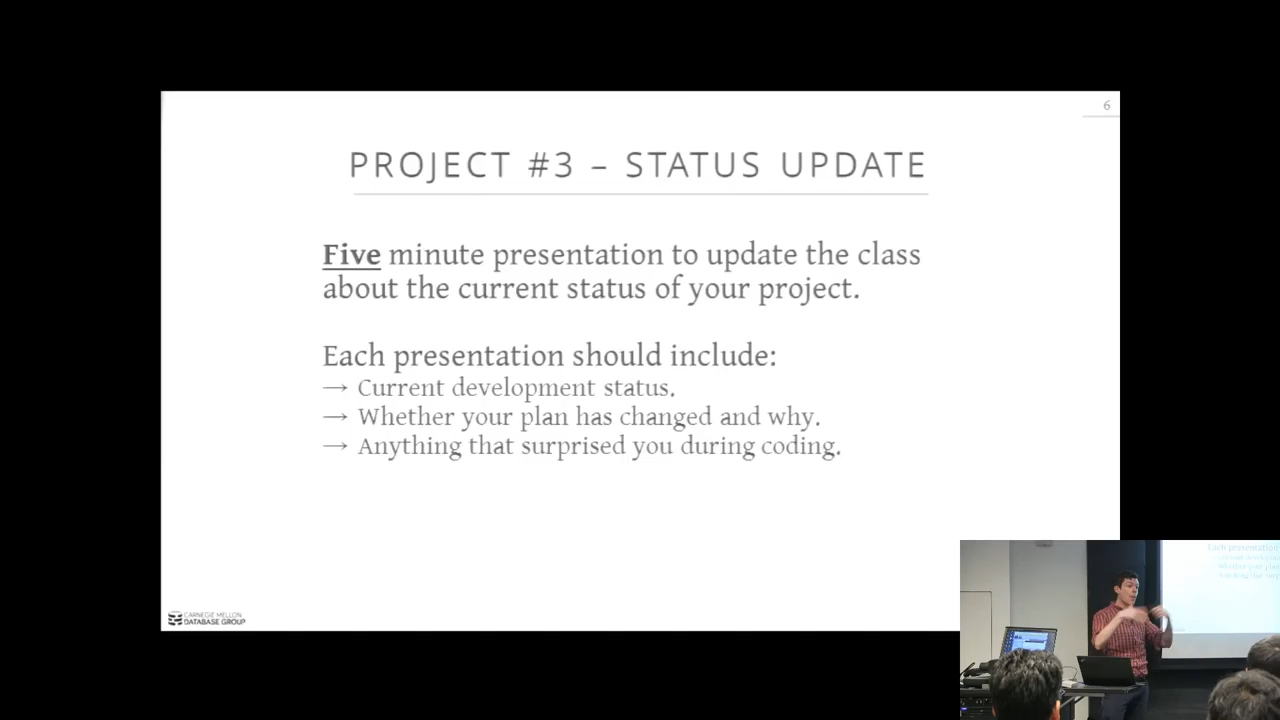 6
PROJECT #3 – STATUS UPDATE
Five minute presentation to update the class
about the current status of your project.
Each presentation should include:
→ Current development status.
→ Whether your plan has changed and why.
→ Anything that surprised you during coding.
CARNEGIE MELLON
DATABASE GROUP
Each presentation